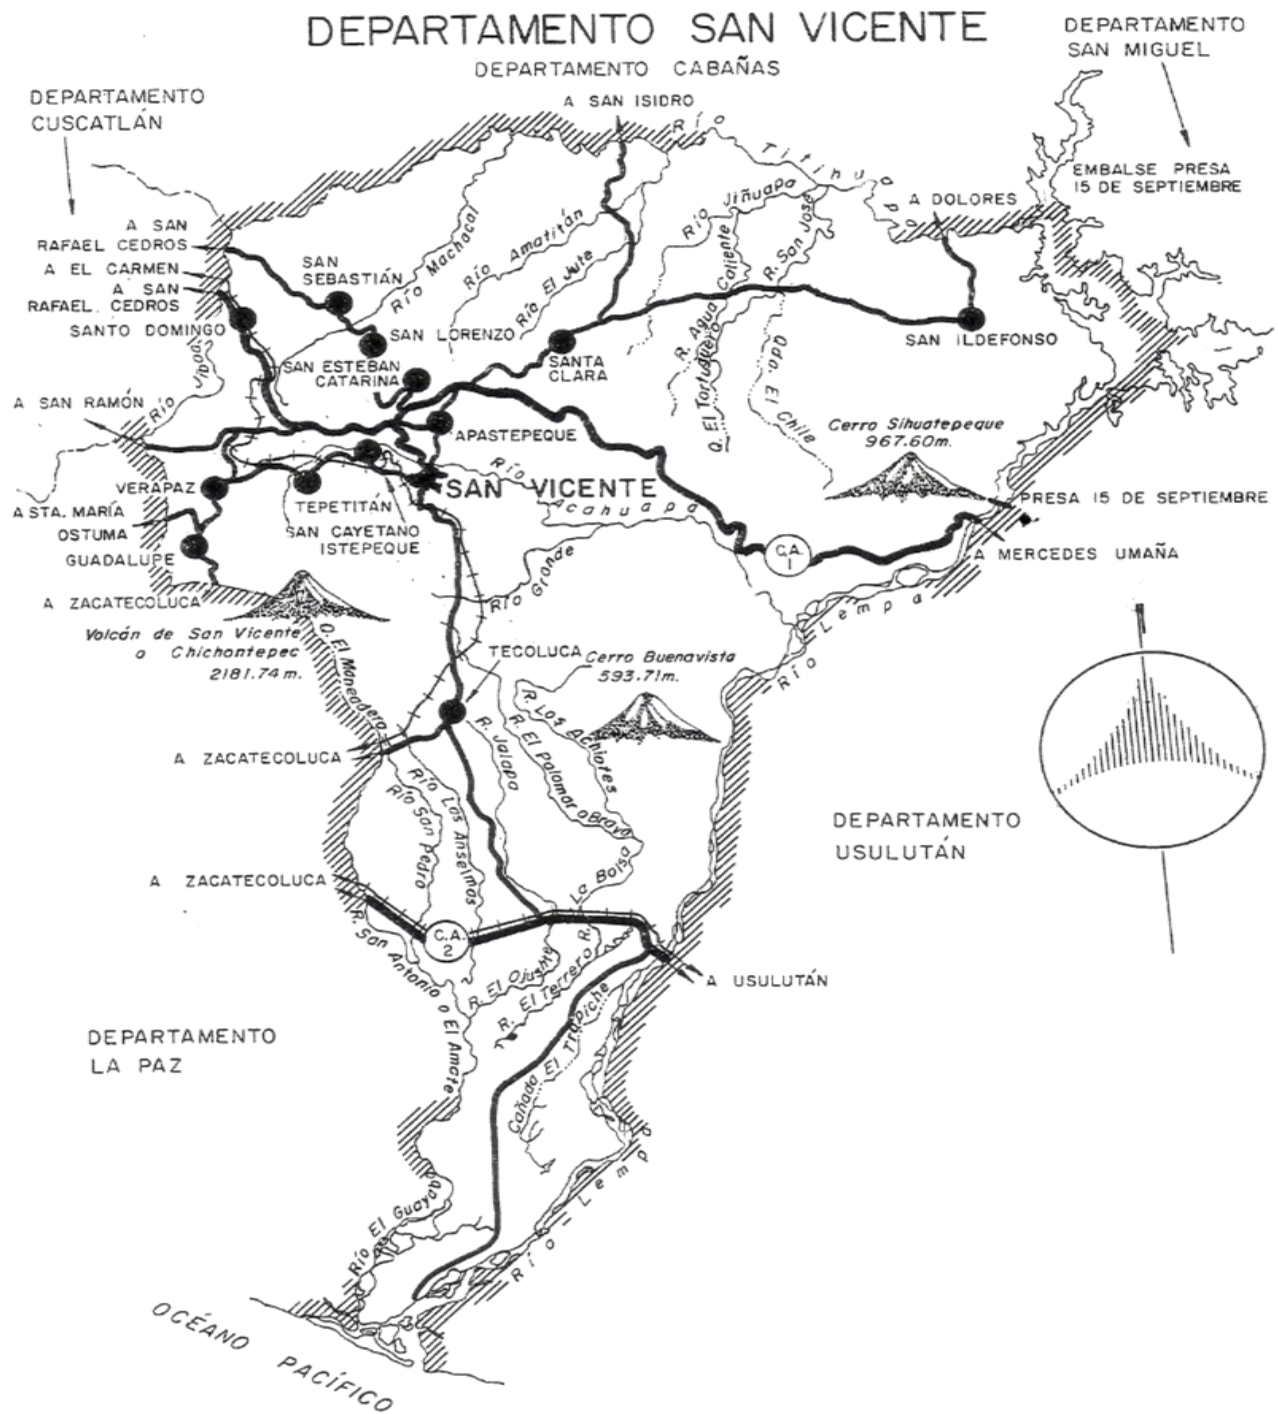 DEPARTAMENTO SAN VICENTE
DEPARTAMENTO
SAN MIGUEL
DEPARTAMENTO CABAÑAS
DEPARTAMENTO
CUSCATLÁN
A SAN ISIDRO
Río Titihuapa
EMBALSE PRESA
15 DE SEPTIEMBRE
A DOLORES
A SAN
RAFAEL CEDROS
A EL CARMEN
A SAN
RAFAEL. CEDROS
SANTO DOMINGO
SAN
SEBASTIÁN
Río Machacal
Río Amatitán
Río El Jute
Río Jiñuapa
R. Agua Caliente
R. San José
SAN LORENZO
SAN ESTEBAN
CATARINA
SANTA
CLARA
SAN ILDEFONSO
Q. El Tortuguero
Qda El Chile
Río Jiboa
A SAN RAMÓN
APASTEPEQUE
Cerro Sihuatepeque
967.60m.
VERAPAZ
TEPETITÁN
SAN CAYETANO
ISTEPEQUE
SAN VICENTE
Río Acahuapa
PRESA 15 DE SEPTIEMBRE
A STA. MARÍA
OSTUMA
GUADALUPE
C.A.
1
A MERCEDES UMAÑA
A ZACATECOLUCA
Río Grande
Río Lempa
Volcán de San Vicente
o Chichontepec
2181.74m.
Q. El Maneadero
TECOLUCA
Cerro Buenavista
593.71m.
R. Los Achiotes
R. El Palomar o Bravo
R. Jalapa
A ZACATECOLUCA
Río Los Anselmos
Río San Pedro
DEPARTAMENTO
USULUTÁN
A ZACATECOLUCA
R. La Bolsa
C.A.
2
R. San Antonio o El Amate
R. El Ojushte
R. El Terrero
A USULUTÁN
Cañada El Trapiche
DEPARTAMENTO
LA PAZ
Río El Guayabo
Río Lempa
OCÉANO PACÍFICO